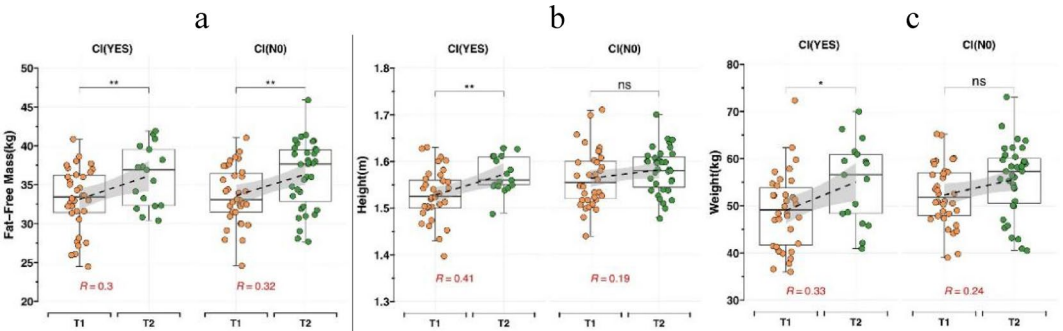 a
CI(YES)
CI(N0)
Fat-Free Mass(kg)
50
45
40
35
30
25
20
**
**
R = 0.3
R = 0.32
T1
T2
T1
T2
b
CI(YES)
CI(N0)
Height(m)
1.8
1.7
1.6
1.5
1.4
1.3
**
ns
R = 0.41
R = 0.19
T1
T2
T1
T2
c
CI(YES)
CI(N0)
Weight(kg)
80
70
60
50
40
30
*
ns
R = 0.33
R = 0.24
T1
T2
T1
T2